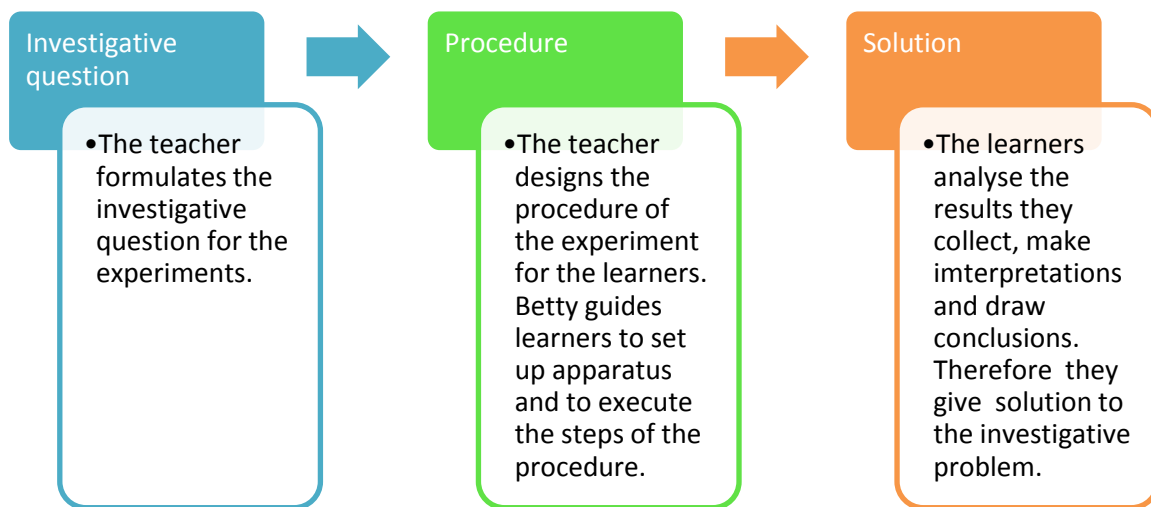 Investigative
question
•The teacher
formulates the
investigative
question for the
experiments.
Procedure
•The teacher
designs the
procedure of
the experiment
for the learners.
Betty guides
learners to set
up apparatus
and to execute
the steps of the
procedure.
Solution
•The learners
analyse the
results they
collect, make
imterpretations
and draw
conclusions.
Therefore they
give solution to
the investigative
problem.